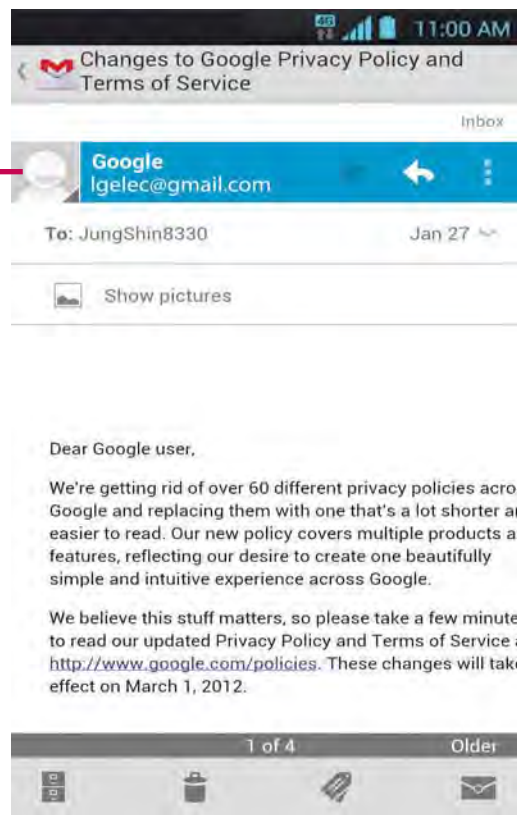 4G 11:00 AM
Changes to Google Privacy Policy and
Terms of Service
Inbox
Google
lgelec@gmail.com
To: JungShin8330 Jan 27
Show pictures
Dear Google user,
We're getting rid of over 60 different privacy policies acro
Google and replacing them with one that's a lot shorter a
easier to read. Our new policy covers multiple products a
features, reflecting our desire to create one beautifully
simple and intuitive experience across Google.
We believe this stuff matters, so please take a few minute
to read our updated Privacy Policy and Terms of Service a
http://www.google.com/policies. These changes will take
effect on March 1, 2012.
1 of 4 Older